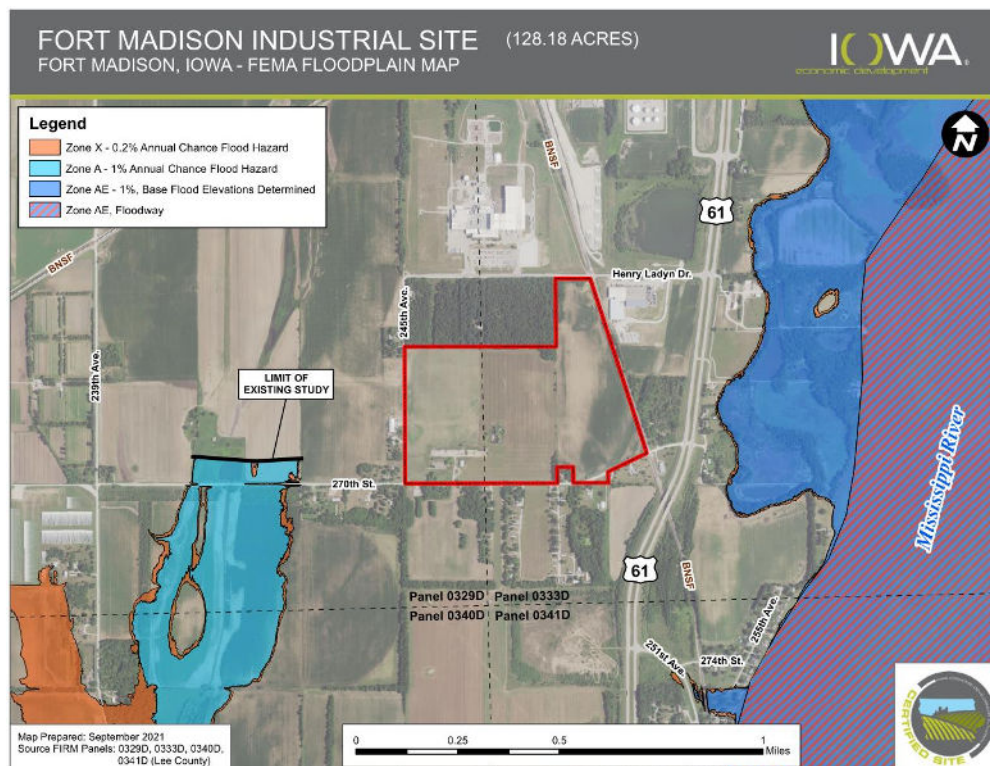 FORT MADISON INDUSTRIAL SITE (128.18 ACRES)
FORT MADISON, IOWA - FEMA FLOODPLAIN MAP
IOWA
economic development
Legend
Zone X - 0.2% Annual Chance Flood Hazard
Zone A - 1% Annual Chance Flood Hazard
Zone AE - 1%, Base Flood Elevations Determined
Zone AE, Floodway
N
BNSF
61
BNSF
Henry Ladyn Dr.
245th Ave.
239th Ave.
LIMIT OF
EXISTING STUDY
270th St.
Mississippi River
61
BNSF
Panel 0329D
Panel 0333D
Panel 0340D
Panel 0341D
255th Ave.
251st Ave.
274th St.
Map Prepared: September 2021
Source FIRM Panels: 0329D, 0333D, 0340D,
0341D (Lee County)
0 0.25 0.5 1
Miles
CERTIFIED SITE